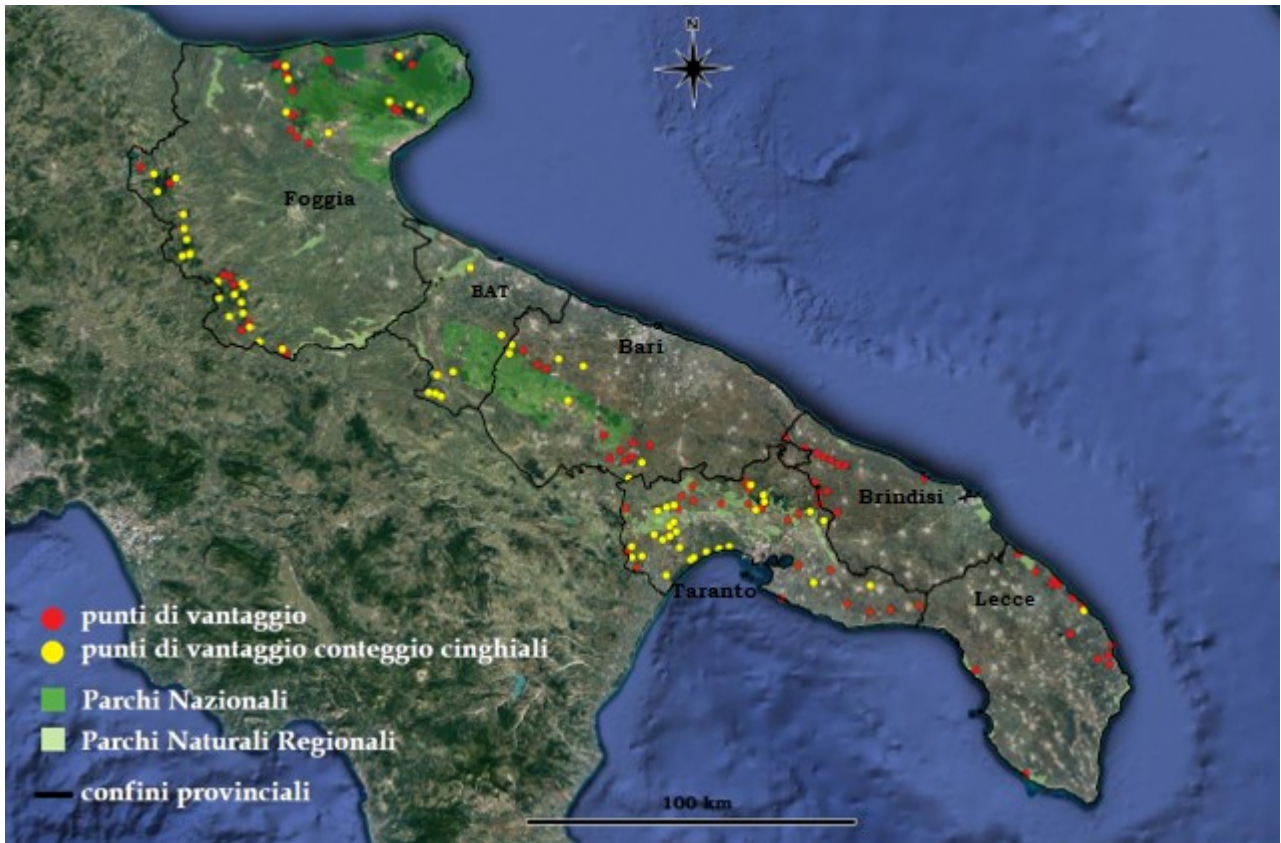 N
Foggia
BAT
Bari
Brindisi
Taranto
Lecce
punti di vantaggio
punti di vantaggio conteggio cinghiali
Parchi Nazionali
Parchi Naturali Regionali
confini provinciali
100 km